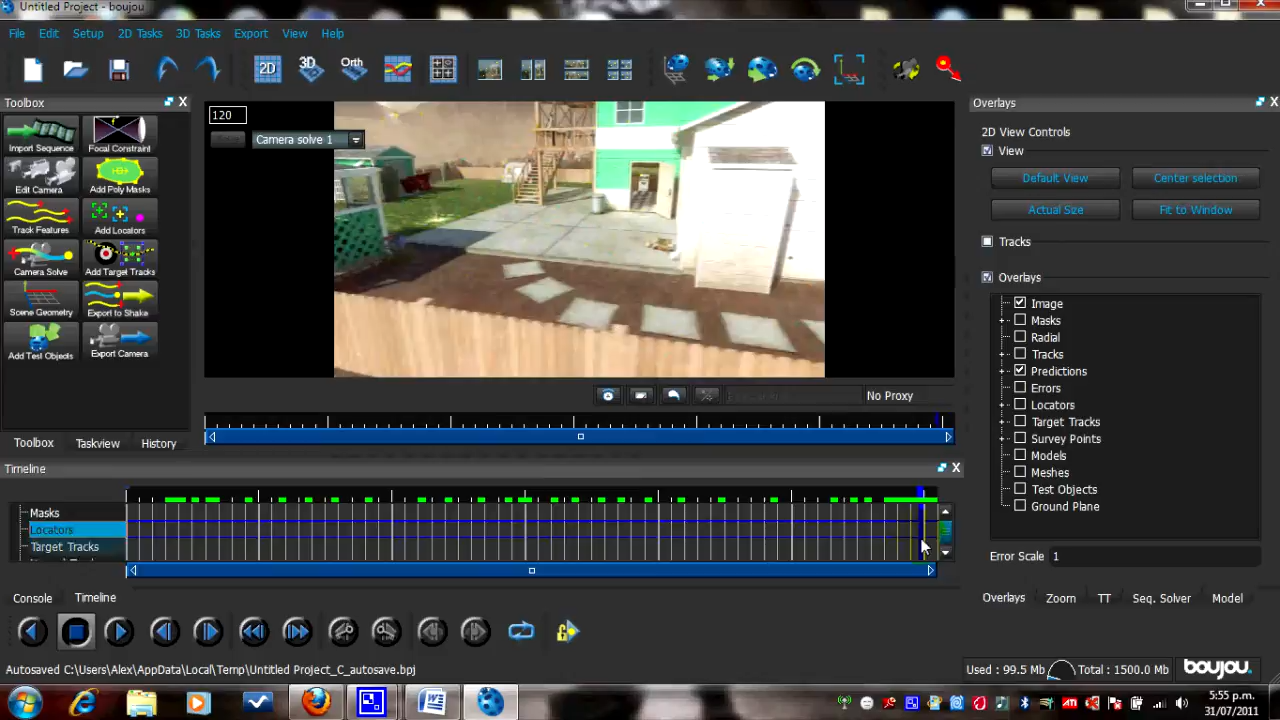 Untitled Project - boujou
File Edit Setup 2D Tasks 3D Tasks Export View Help
2D 3D Orth
Toolbox
Import Sequence Focal Constraint
Edit Camera Add Poly Masks
Track Features Add Locators
Camera Solve Add Target Tracks
Scene Geometry Export to Shake
Add Test Objects Export Camera
Toolbox Taskview History
120
Camera solve 1
No Proxy
Overlays
2D View Controls
View
Default View Center selection
Actual Size Fit to Window
Tracks
Overlays
Image
Masks
Radial
Tracks
Predictions
Errors
Locators
Target Tracks
Survey Points
Models
Meshes
Test Objects
Ground Plane
Error Scale 1
Overlays Zoom TT Seq. Solver Model
Timeline
Masks
Locators
Target Tracks
Console Timeline
Autosaved C:\Users\Alex\AppData\Local\Temp\Untitled Project_C_autosave.bpj
Used : 99.5 Mb Total : 1500.0 Mb boujou.
5:55 p.m.
31/07/2011